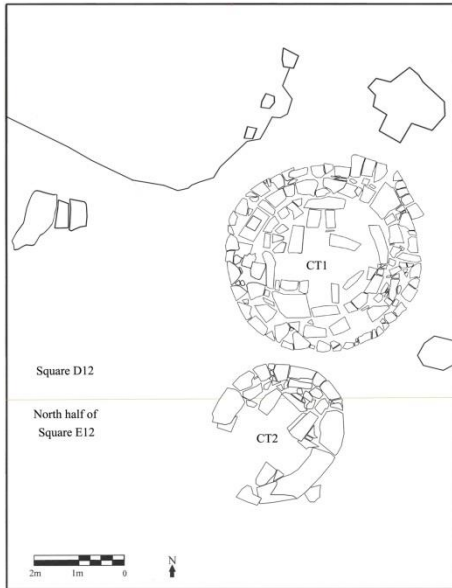 CT1
Square D12
North half of
Square E12
CT2
N
2m 1m 0